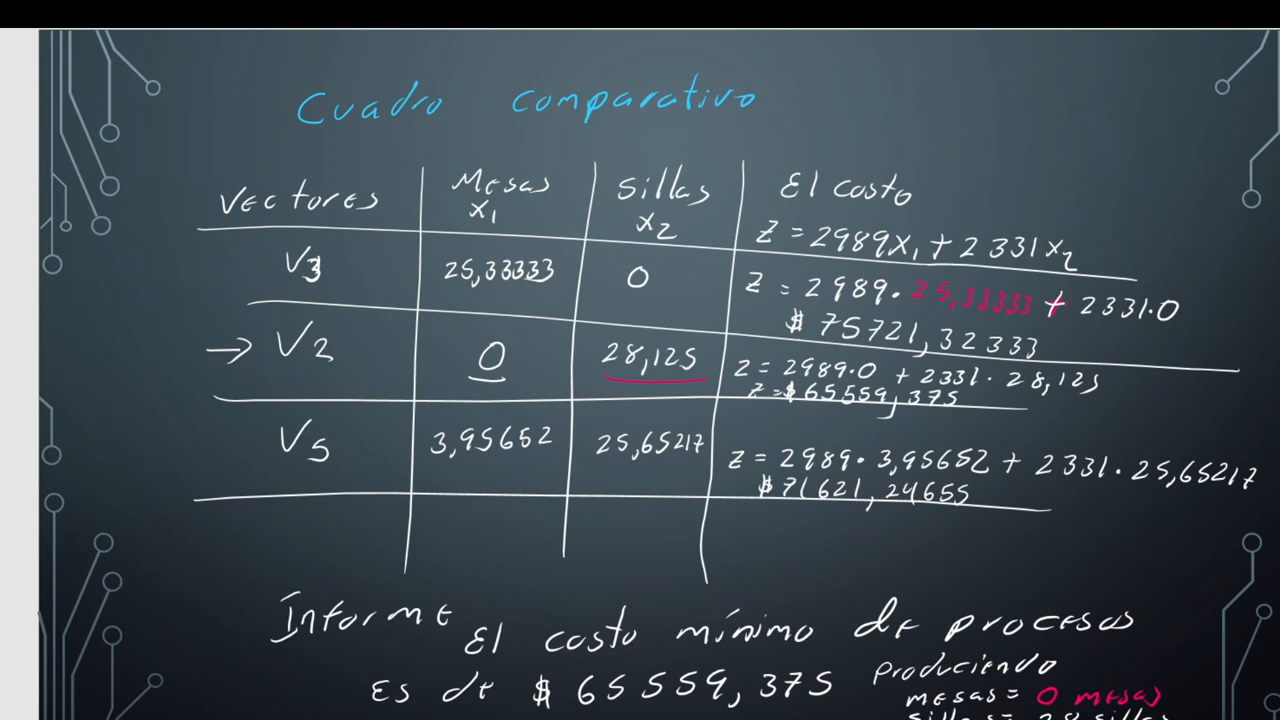 Cuadro comparativo
Vectores Mesas x1 Sillas x2 El costo
Z = 2989x1 + 2331x2
V3 25,33333 0 Z = 2989. 25,33333 + 2331.0
$ 75721,32333
→ V2 0 28,125 Z = 2989.0 + 2331. 28,125
Z = $65559,375
V5 3,95652 25,65217 Z = 2989. 3,95652 + 2331. 25,65217
$71621,24655
Informe El costo mínimo de procesos
Es de $ 65559,375 produciendo
mesas = 0 mesas
sillas = 28 sillas